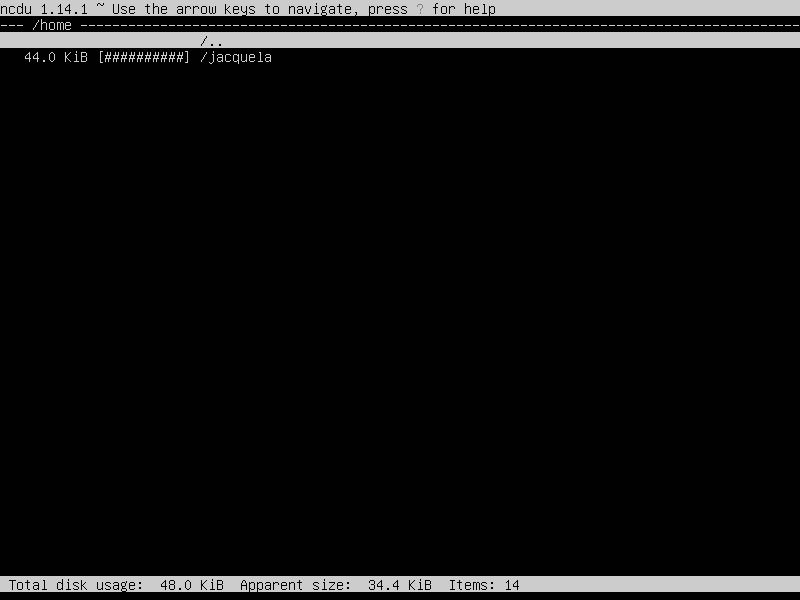 ncdu 1.14.1 ~ Use the arrow keys to navigate, press ? for help
--- /home ------------------------------------------------------------------------------------------
/..
44.0 KiB [##########] /jacquela
Total disk usage:  48.0 KiB  Apparent size:  34.4 KiB  Items: 14